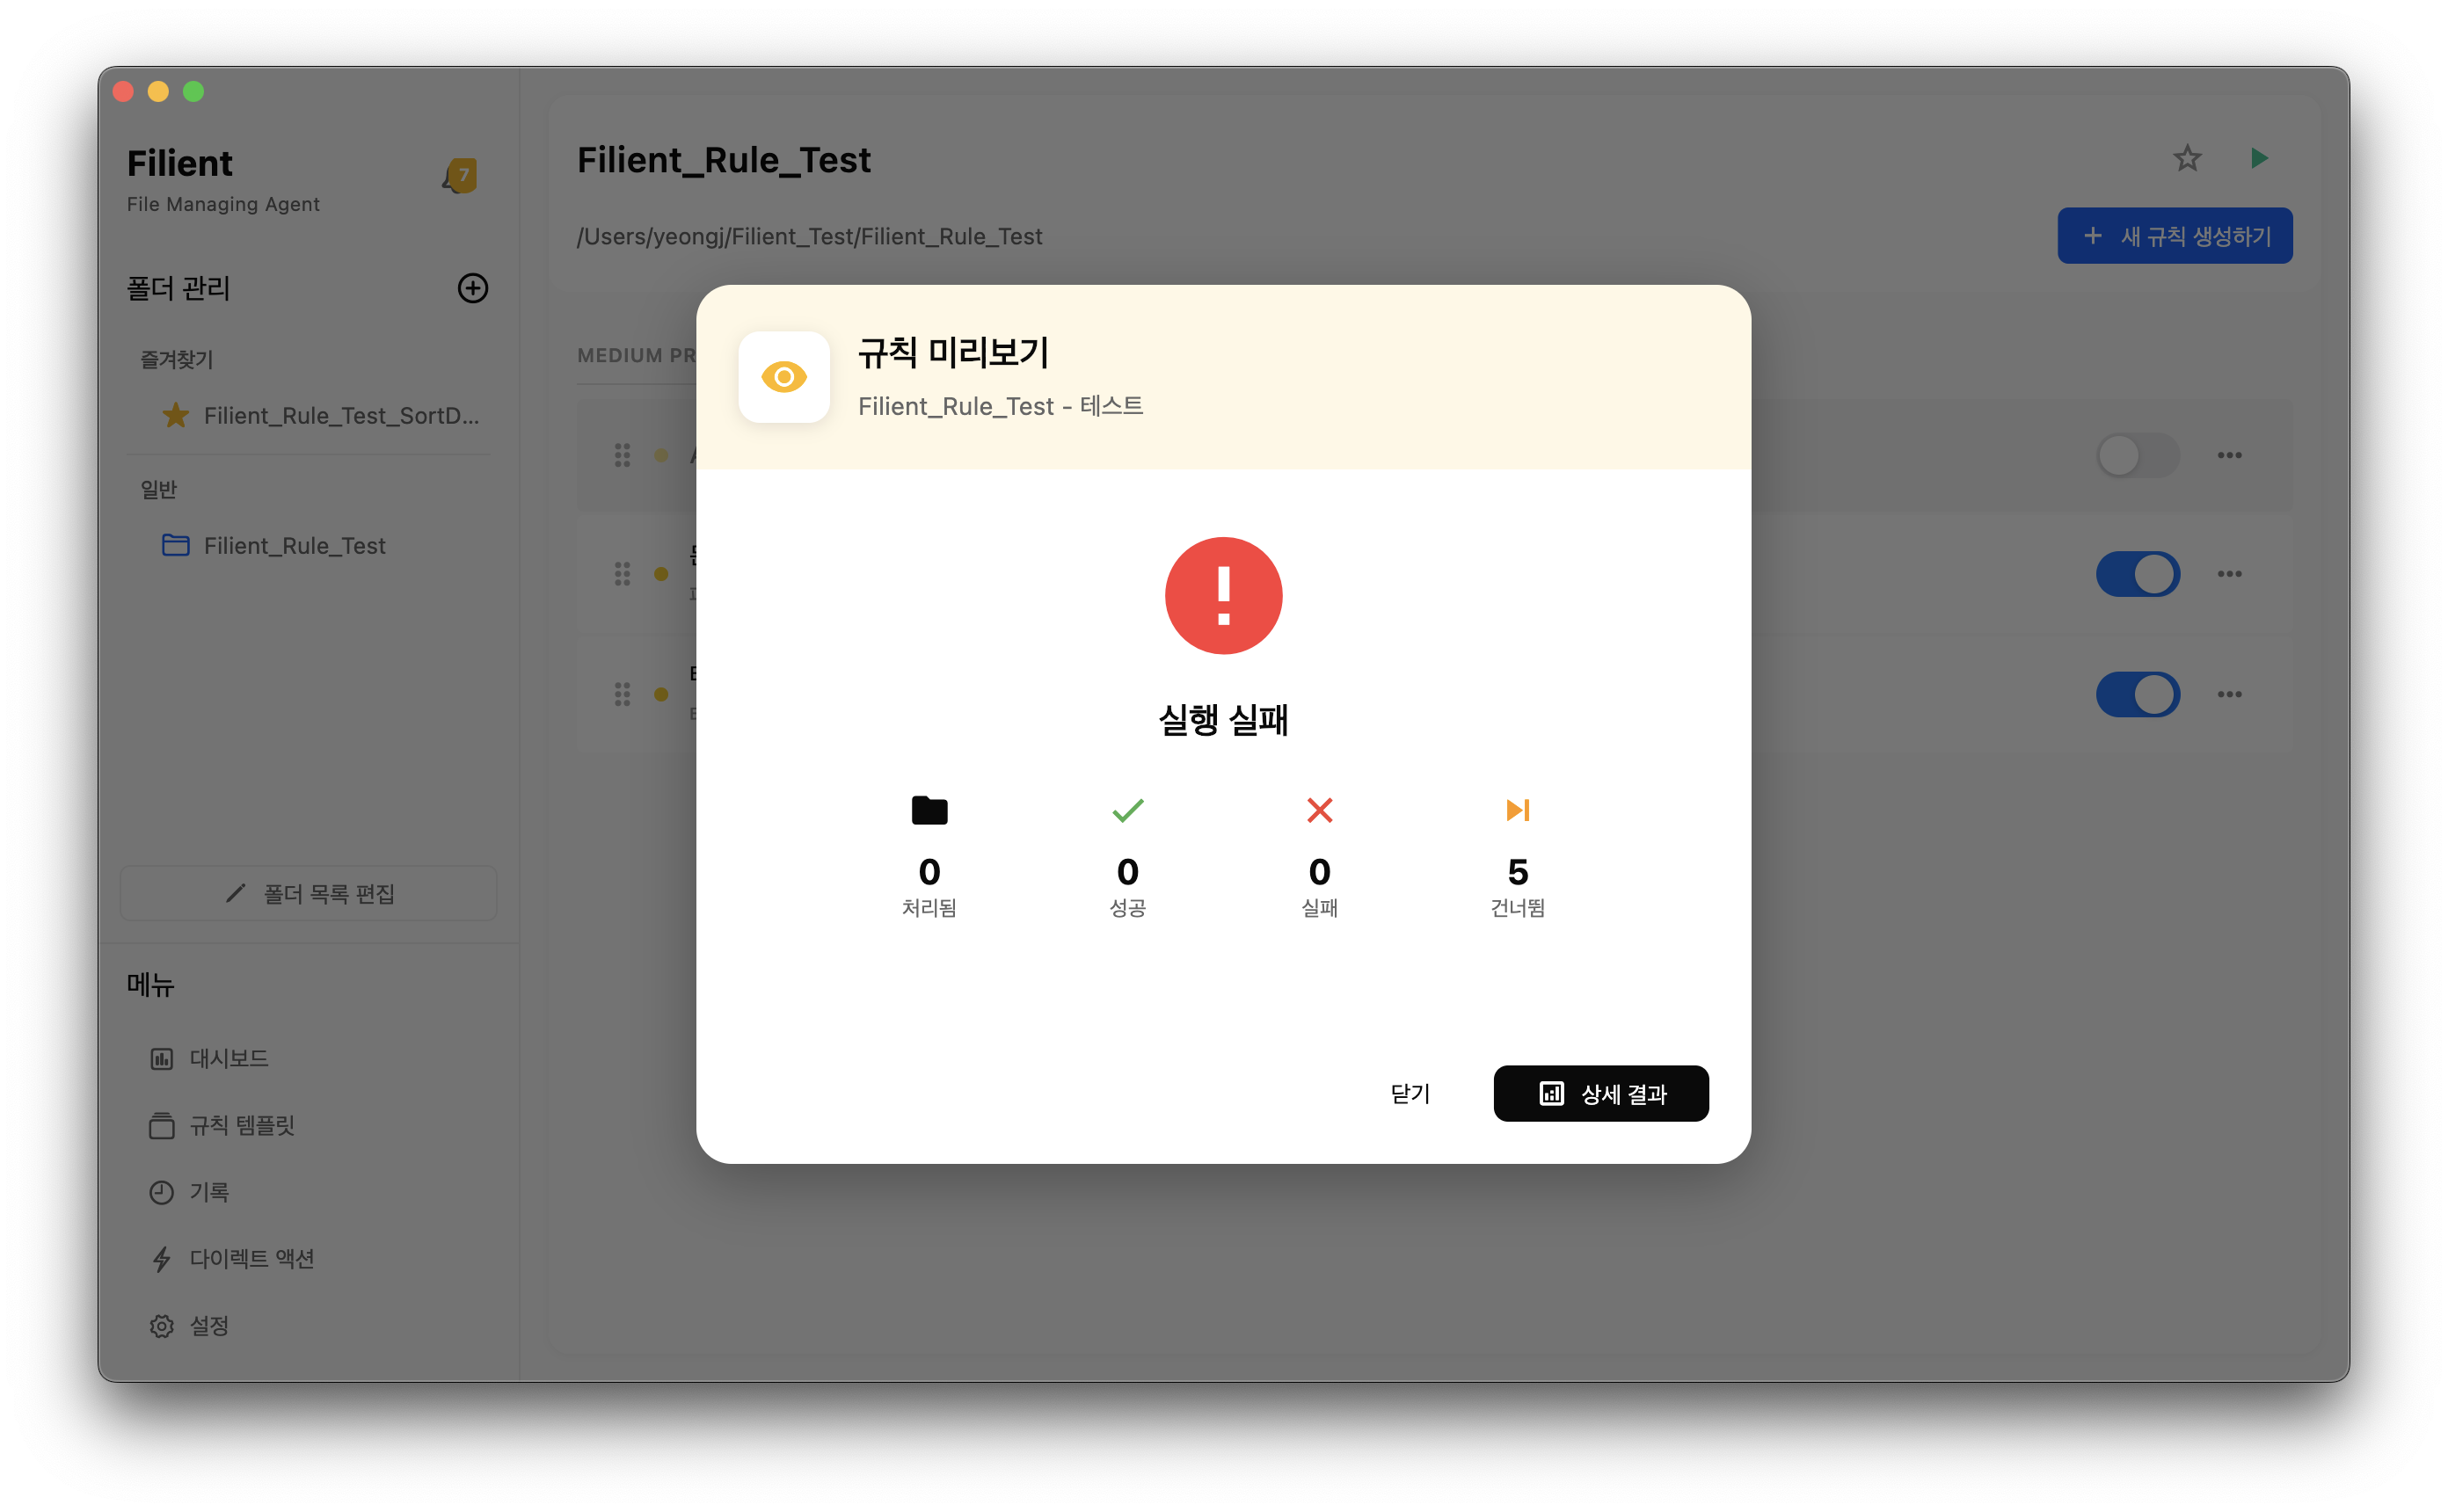 Filient
7
File Managing Agent
폴더 관리
즐겨찾기
Filient_Rule_Test_SortD...
일반
Filient_Rule_Test
폴더 목록 편집
메뉴
대시보드
규칙 템플릿
기록
다이렉트 액션
설정
Filient_Rule_Test
/Users/yeongj/Filient_Test/Filient_Rule_Test
+ 새 규칙 생성하기
MEDIUM
규칙 미리보기
Filient_Rule_Test - 테스트
실행 실패
0 0 0 5
처리됨 성공 실패 건너뜀
닫기 상세 결과